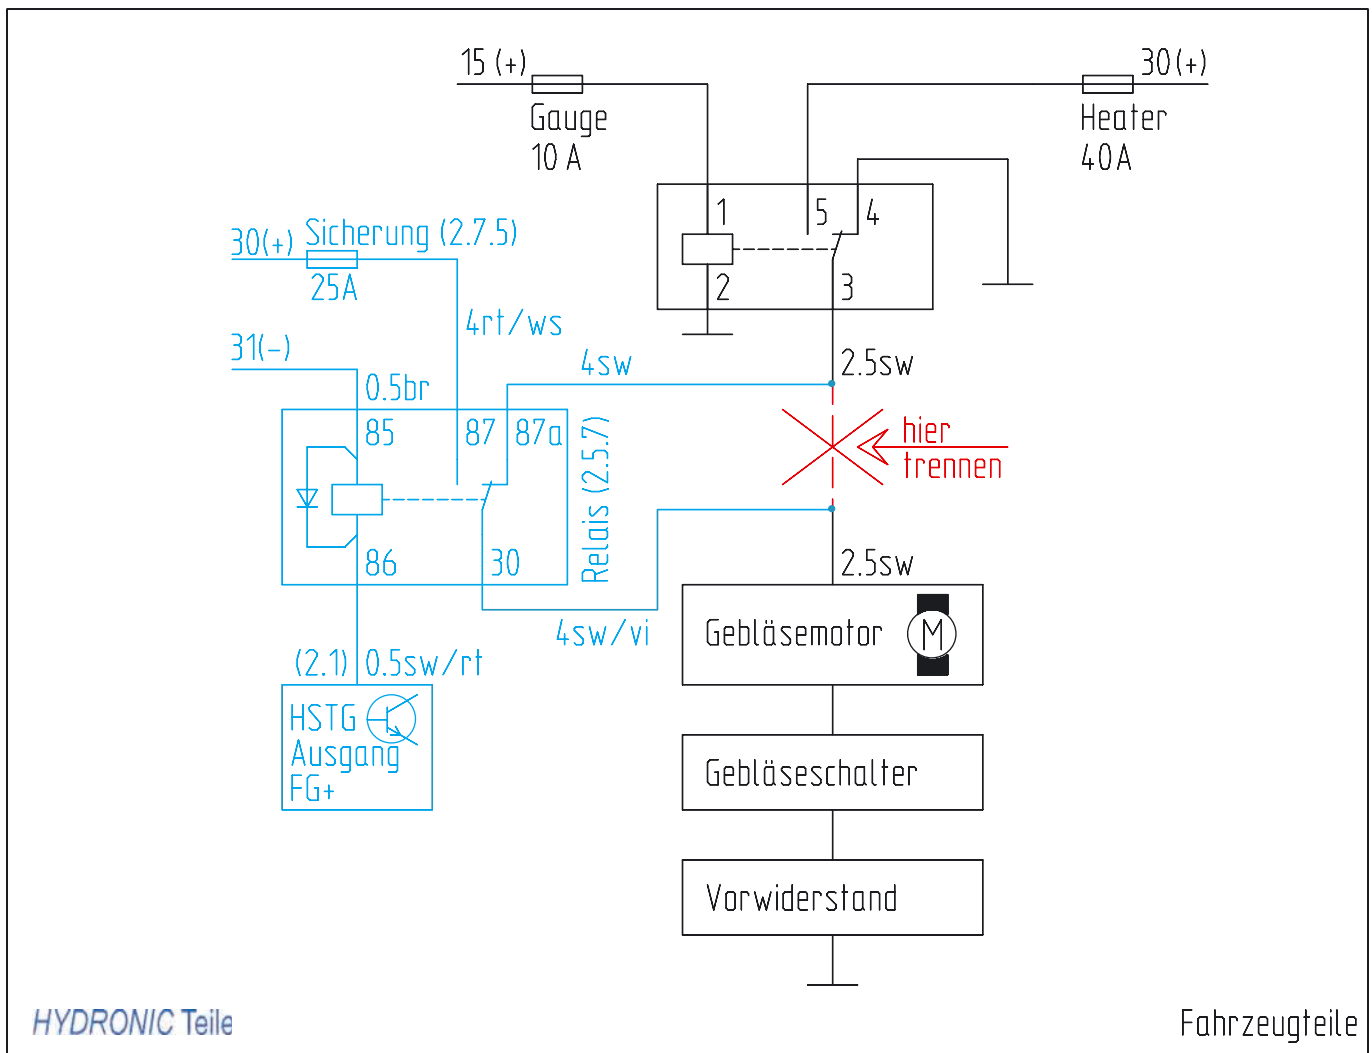 15 (+)
30(+)
Gauge
10 A
Heater
40A
1
5
4
2
3
30(+)
Sicherung (2.7.5)
25A
4rt/ws
31(-)
0.5br
4sw
2.5sw
85
87
87a
hier
trennen
Relais (2.5.7)
86
30
2.5sw
4sw/vi
Gebläsemotor
M
(2.1)
0.5sw/rt
HSTG
Ausgang
FG+
Gebläseschalter
Vorwiderstand
HYDRONIC Teile
Fahrzeugteile